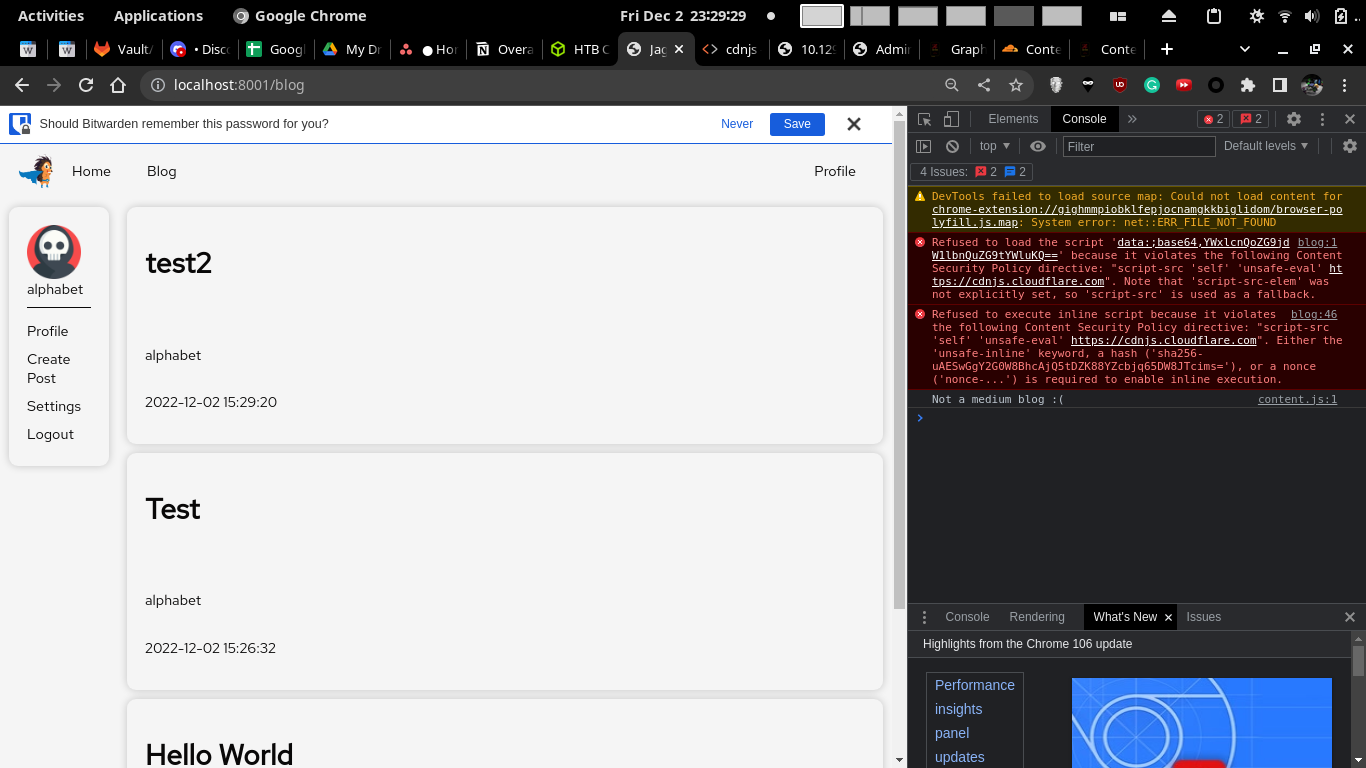 Activities
Applications
Google Chrome
Fri Dec 2 23:29:29
Vault/
• Disc
Googl
My Dr
● Hor
Overa
HTB C
Jag
cdnjs
10.129
Admir
Graph
Conte
Conte
localhost:8001/blog
Should Bitwarden remember this password for you?
Never
Save
Home
Blog
Profile
alphabet
Profile
Create
Post
Settings
Logout
test2
alphabet
2022-12-02 15:29:20
Test
alphabet
2022-12-02 15:26:32
Hello World
Elements
Console
2
2
top
Filter
Default levels
4 Issues:
2
2
DevTools failed to load source map: Could not load content for
chrome-extension://gighmmpiobklfepjocnamgkkbiglidom/browser-po
lyfill.js.map: System error: net::ERR_FILE_NOT_FOUND
Refused to load the script 'data:;base64,YWxlcnQoZG9jd blog:1
W1lbnQuZG9tYWluKQ==' because it violates the following Content
Security Policy directive: "script-src 'self' 'unsafe-eval' ht
tps://cdnjs.cloudflare.com". Note that 'script-src-elem' was
not explicitly set, so 'script-src' is used as a fallback.
Refused to execute inline script because it violates blog:46
the following Content Security Policy directive: "script-src
'self' 'unsafe-eval' https://cdnjs.cloudflare.com". Either the
'unsafe-inline' keyword, a hash ('sha256-
uAESwGgY2G0W8BhcAjQ5tDZK88YZcbjq65DW8JTcims='), or a nonce
('nonce-...') is required to enable inline execution.
Not a medium blog :( content.js:1
Console
Rendering
What's New
Issues
Highlights from the Chrome 106 update
Performance
insights
panel
updates